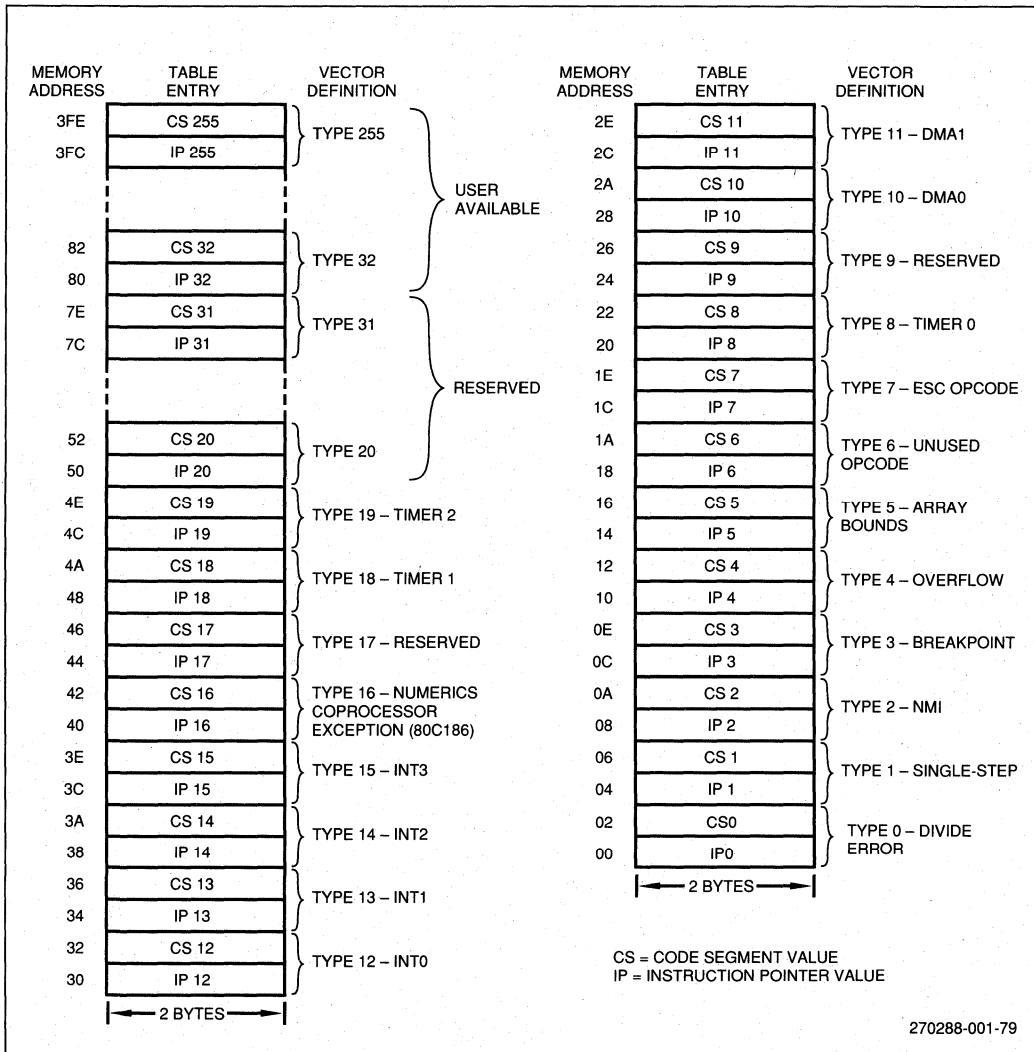 MEMORY ADDRESS TABLE ENTRY VECTOR DEFINITION
3FE CS 255
TYPE 255
3FC IP 255
USER AVAILABLE
82 CS 32
TYPE 32
80 IP 32
7E CS 31
TYPE 31
7C IP 31
RESERVED
52 CS 20
TYPE 20
50 IP 20
4E CS 19
TYPE 19 – TIMER 2
4C IP 19
4A CS 18
TYPE 18 – TIMER 1
48 IP 18
46 CS 17
TYPE 17 – RESERVED
44 IP 17
42 CS 16
TYPE 16 – NUMERICS
COPROCESSOR
EXCEPTION (80C186)
40 IP 16
3E CS 15
TYPE 15 – INT3
3C IP 15
3A CS 14
TYPE 14 – INT2
38 IP 14
36 CS 13
TYPE 13 – INT1
34 IP 13
32 CS 12
TYPE 12 – INT0
30 IP 12
2 BYTES
MEMORY ADDRESS TABLE ENTRY VECTOR DEFINITION
2E CS 11
TYPE 11 – DMA1
2C IP 11
2A CS 10
TYPE 10 – DMA0
28 IP 10
26 CS 9
TYPE 9 – RESERVED
24 IP 9
22 CS 8
TYPE 8 – TIMER 0
20 IP 8
1E CS 7
TYPE 7 – ESC OPCODE
1C IP 7
1A CS 6
TYPE 6 – UNUSED
OPCODE
18 IP 6
16 CS 5
TYPE 5 – ARRAY
BOUNDS
14 IP 5
12 CS 4
TYPE 4 – OVERFLOW
10 IP 4
0E CS 3
TYPE 3 – BREAKPOINT
0C IP 3
0A CS 2
TYPE 2 – NMI
08 IP 2
06 CS 1
TYPE 1 – SINGLE-STEP
04 IP 1
02 CS0
TYPE 0 – DIVIDE
ERROR
00 IP0
2 BYTES
CS = CODE SEGMENT VALUE
IP = INSTRUCTION POINTER VALUE
270288-001-79